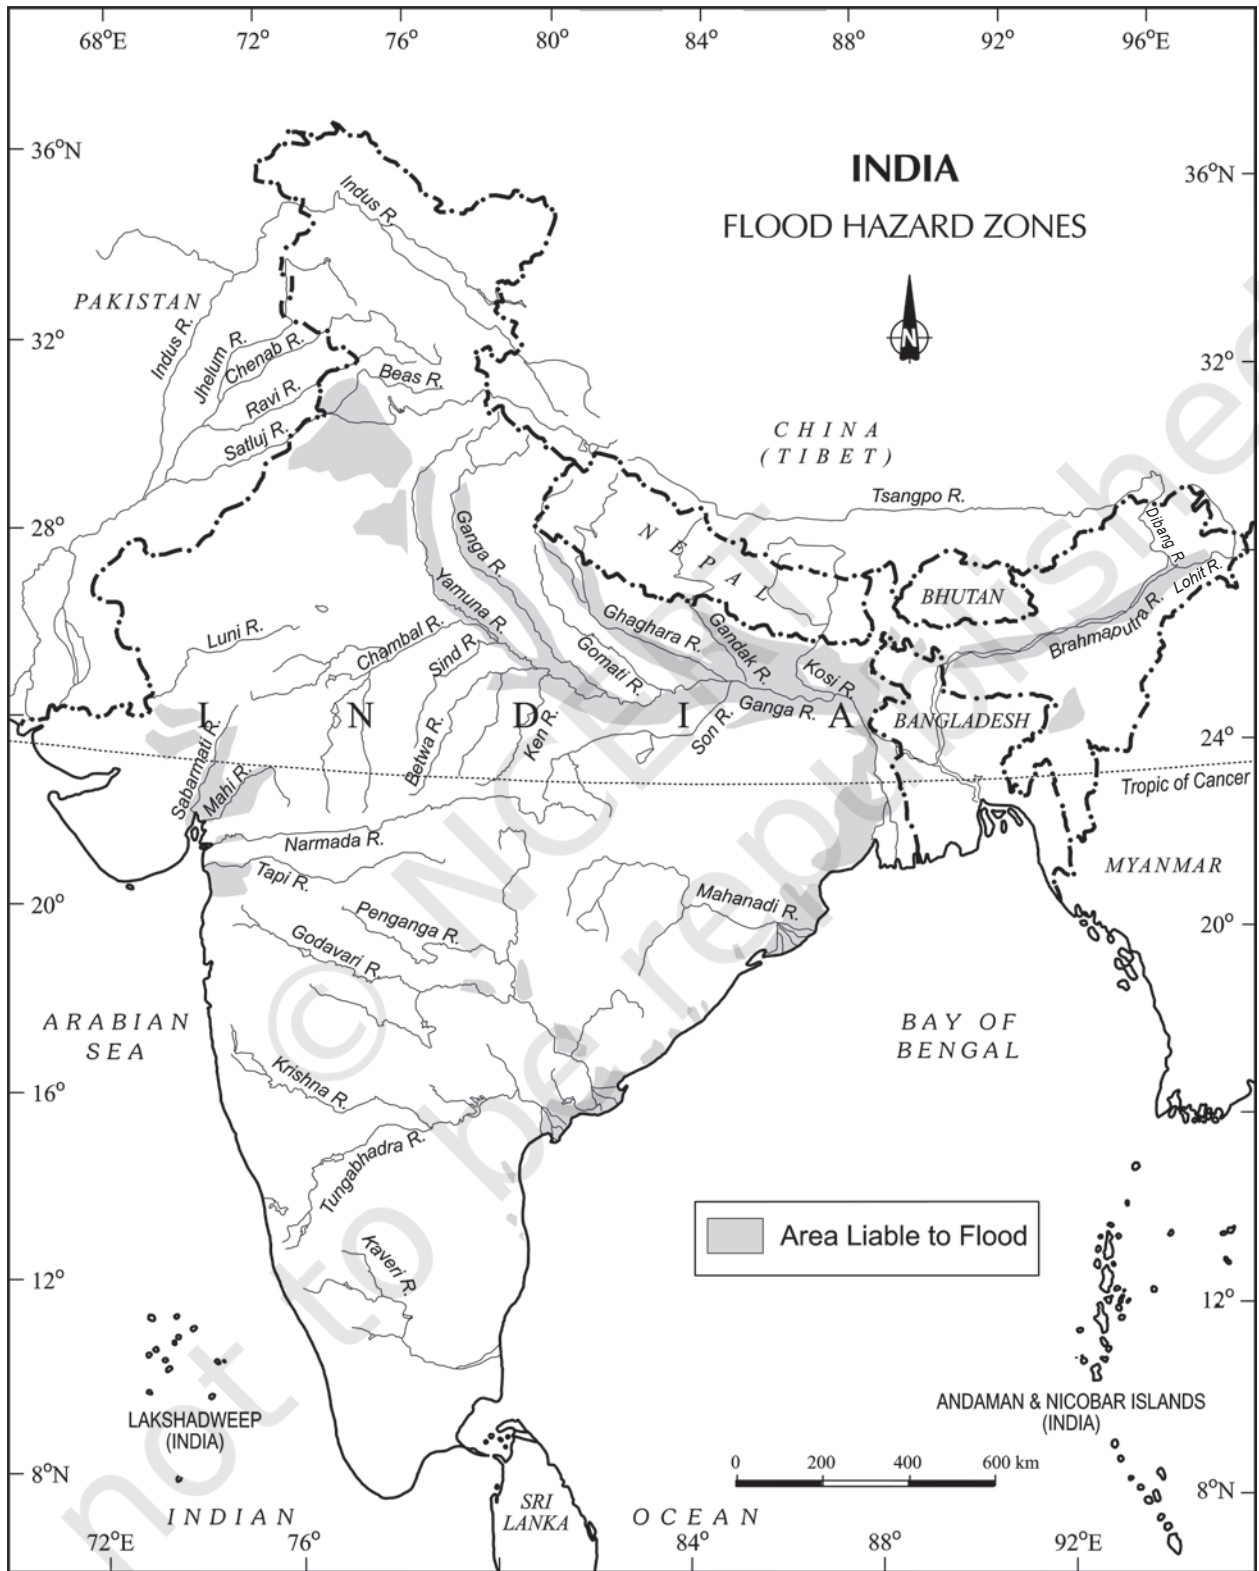 68°E 72° 76° 80° 84° 88° 92° 96°E
36°N
36°N
INDIA
FLOOD HAZARD ZONES
N
Indus R.
PAKISTAN
Indus R.
Jhelum R.
Chenab R.
Ravi R.
Satluj R.
Beas R.
32°
32°
CHINA
(TIBET)
Tsangpo R.
Dibang R.
Lohit R.
28°
NEPAL
BHUTAN
Brahmaputra R.
Ganga R.
Yamuna R.
Ghaghara R.
Gomati R.
Gandak R.
Kosi R.
Luni R.
Chambal R.
Sind R.
Betwa R.
Ken R.
Son R.
Ganga R.
I N D I A
BANGLADESH
24°
Tropic of Cancer
Sabarmati R.
Mahi R.
Narmada R.
Tapi R.
MYANMAR
20°
20°
Mahanadi R.
Penganga R.
Godavari R.
ARABIAN
SEA
BAY OF
BENGAL
Krishna R.
16°
Tungabhadra R.
Area Liable to Flood
Kaveri R.
12°
12°
LAKSHADWEEP
(INDIA)
ANDAMAN & NICOBAR ISLANDS
(INDIA)
0 200 400 600 km
8°N
8°N
SRI
LANKA
INDIAN OCEAN
72°E 76° 84° 88° 92°E
© NCERT
not to be republished